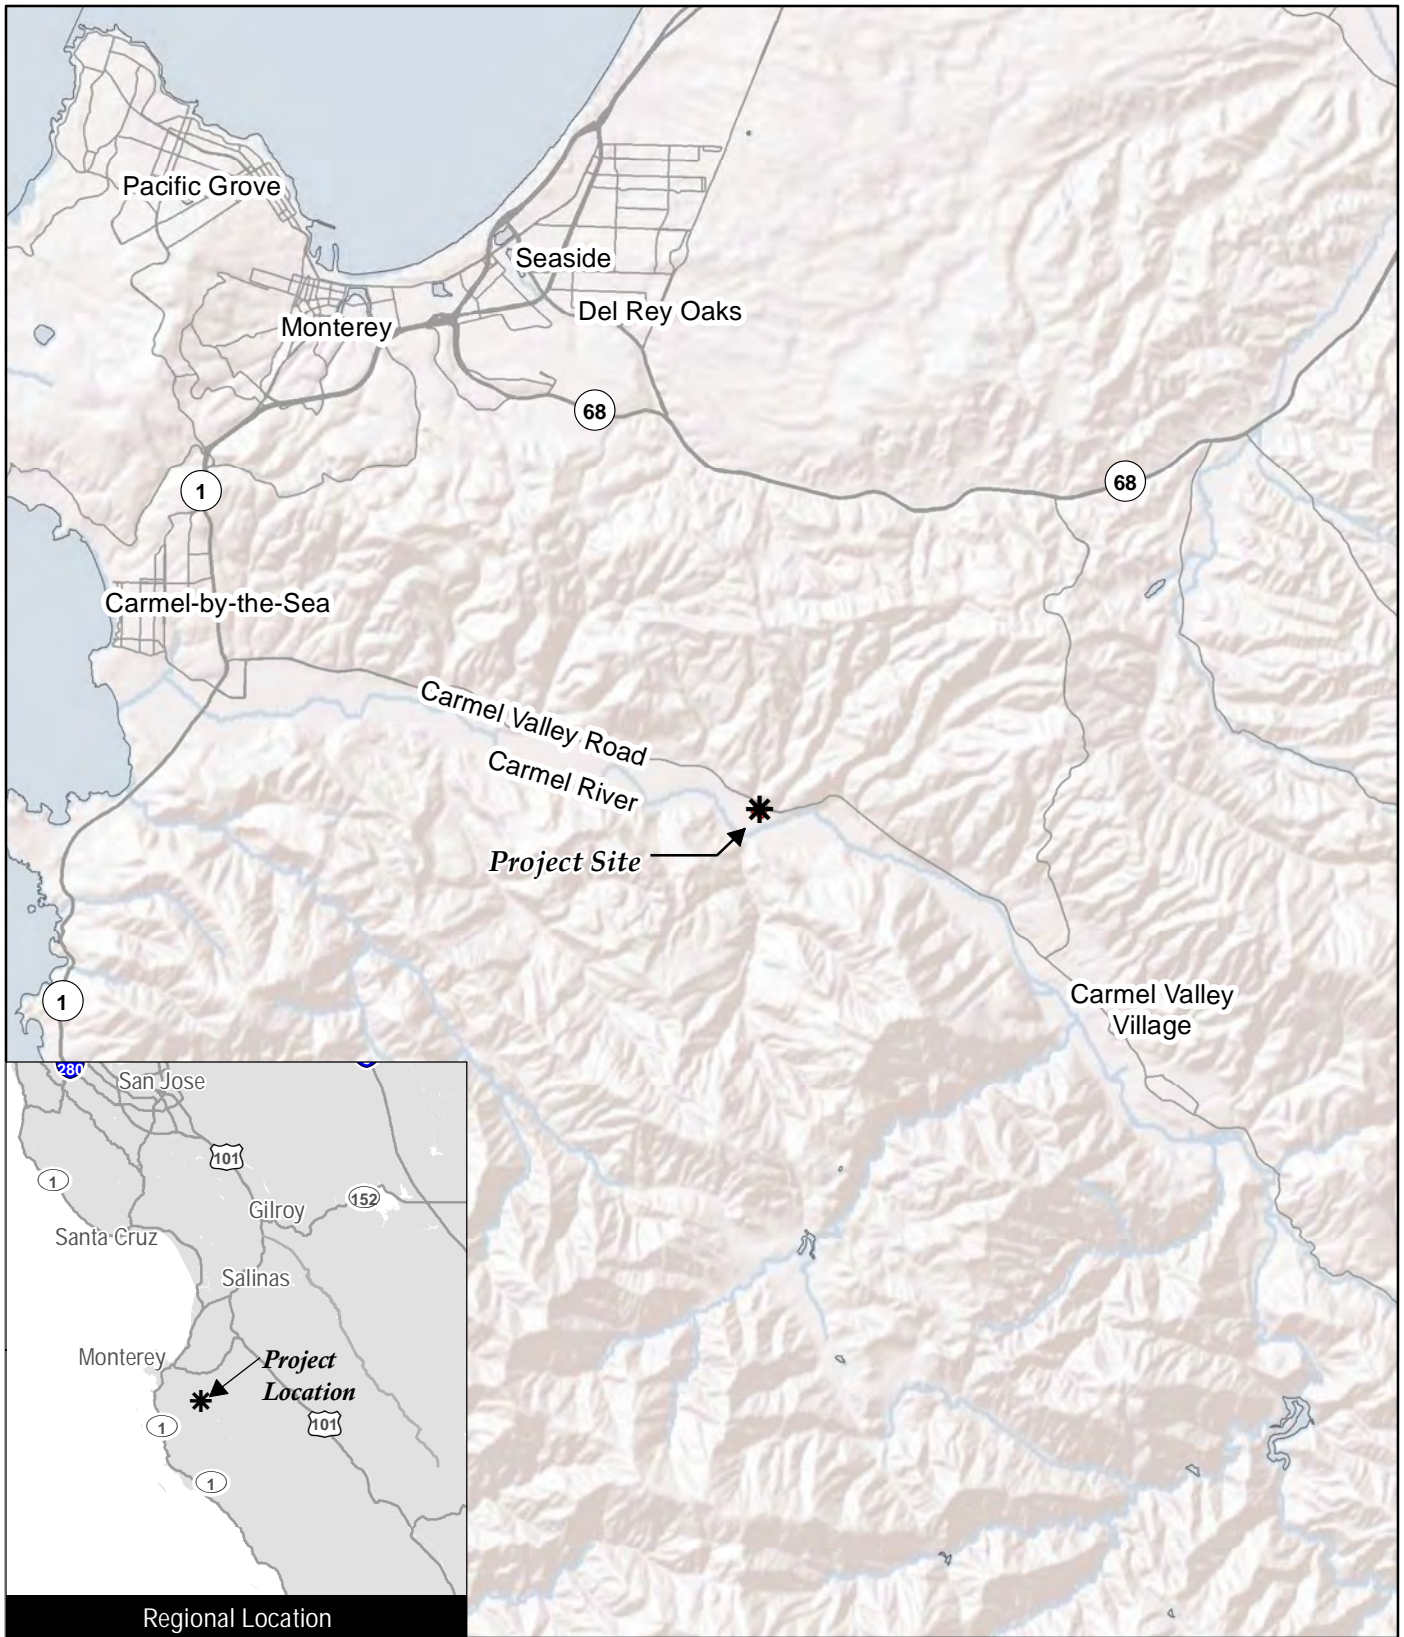 Pacific Grove
Seaside
Del Rey Oaks
Monterey
68
68
1
Carmel-by-the-Sea
Carmel Valley Road
Carmel River
Project Site
Carmel Valley
Village
1
280
San Jose
101
1
152
Gilroy
Santa Cruz
Salinas
Monterey
Project
Location
101
1
1
Regional Location